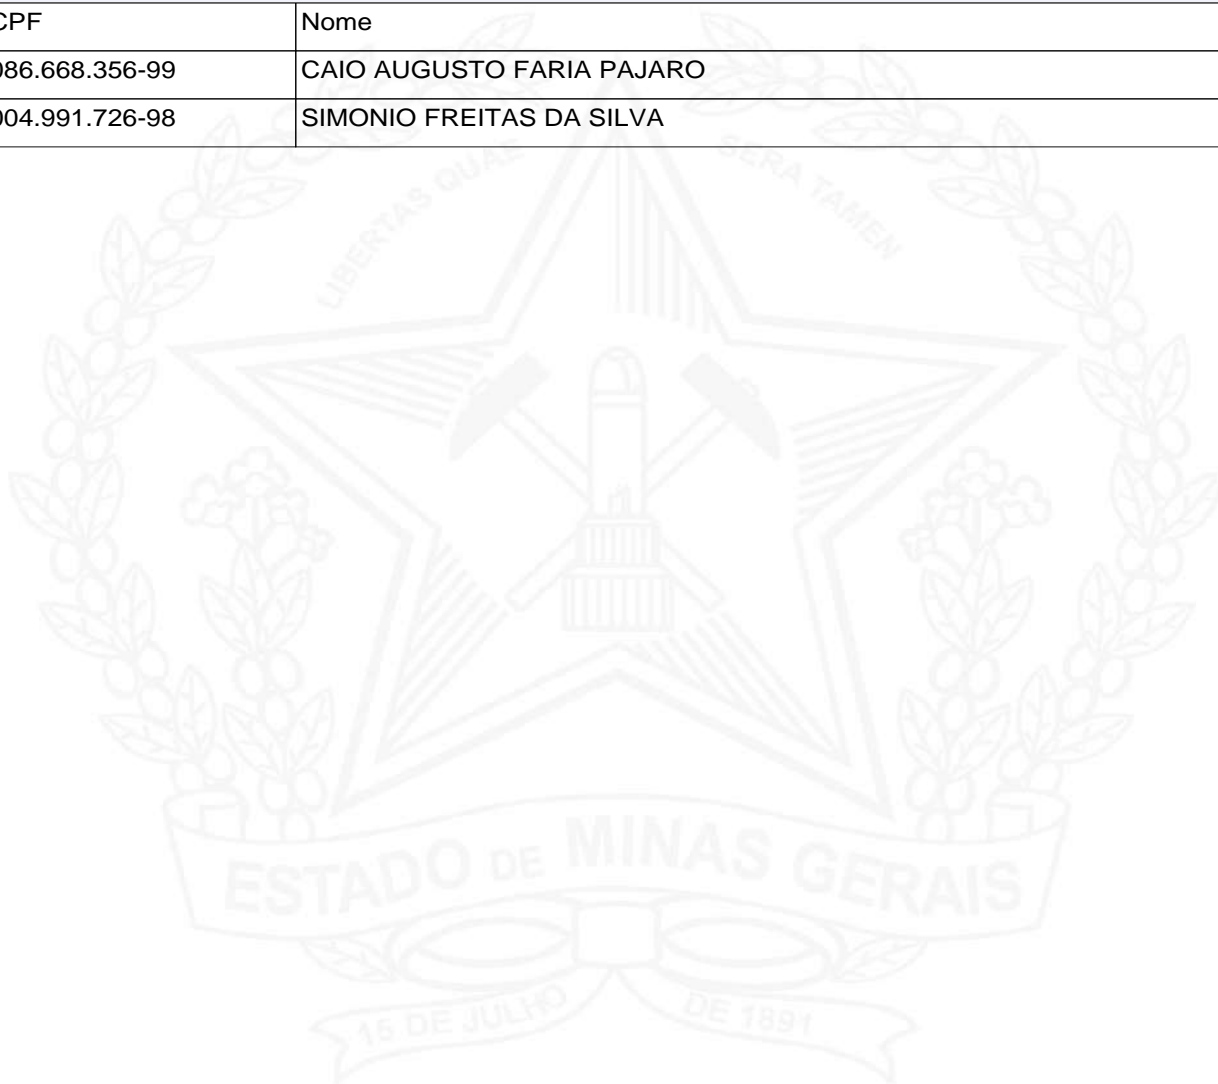 CPF Nome
086.668.356-99 CAIO AUGUSTO FARIA PAJARO
004.991.726-98 SIMONIO FREITAS DA SILVA
LIBERTAS QUAE SERA TAMEN
ESTADO DE MINAS GERAIS
15 DE JULHO DE 1891